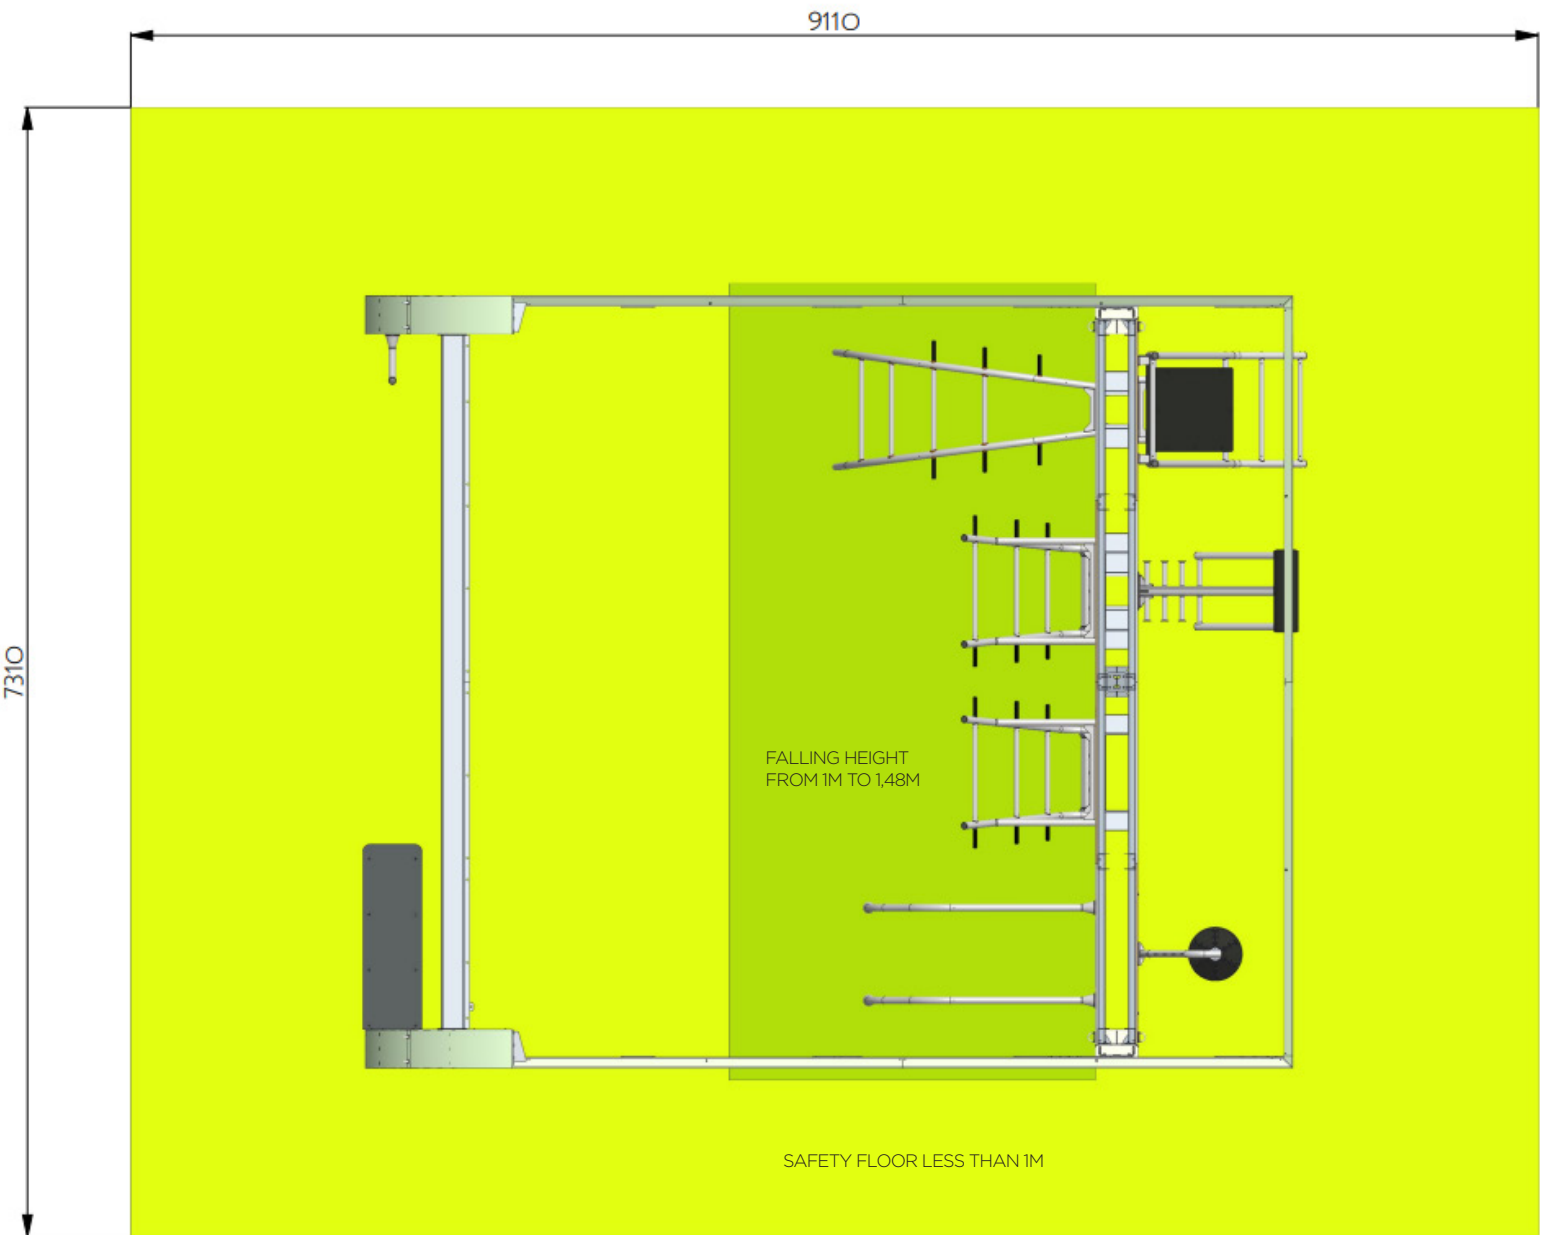 9110
7310
FALLING HEIGHT
FROM 1M TO 1,48M
SAFETY FLOOR LESS THAN 1M